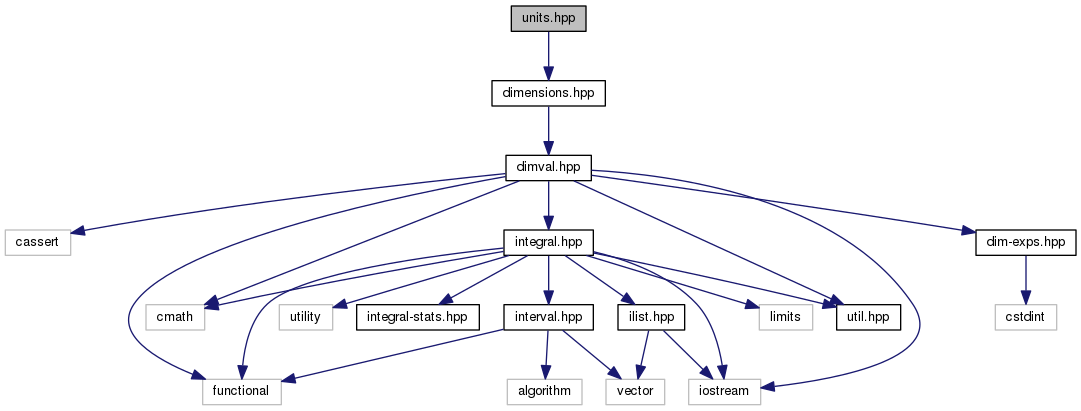 units.hpp
dimensions.hpp
dimval.hpp
cassert
integral.hpp
dim-exps.hpp
cmath
utility
integral-stats.hpp
interval.hpp
ilist.hpp
limits
util.hpp
cstdint
functional
algorithm
vector
iostream